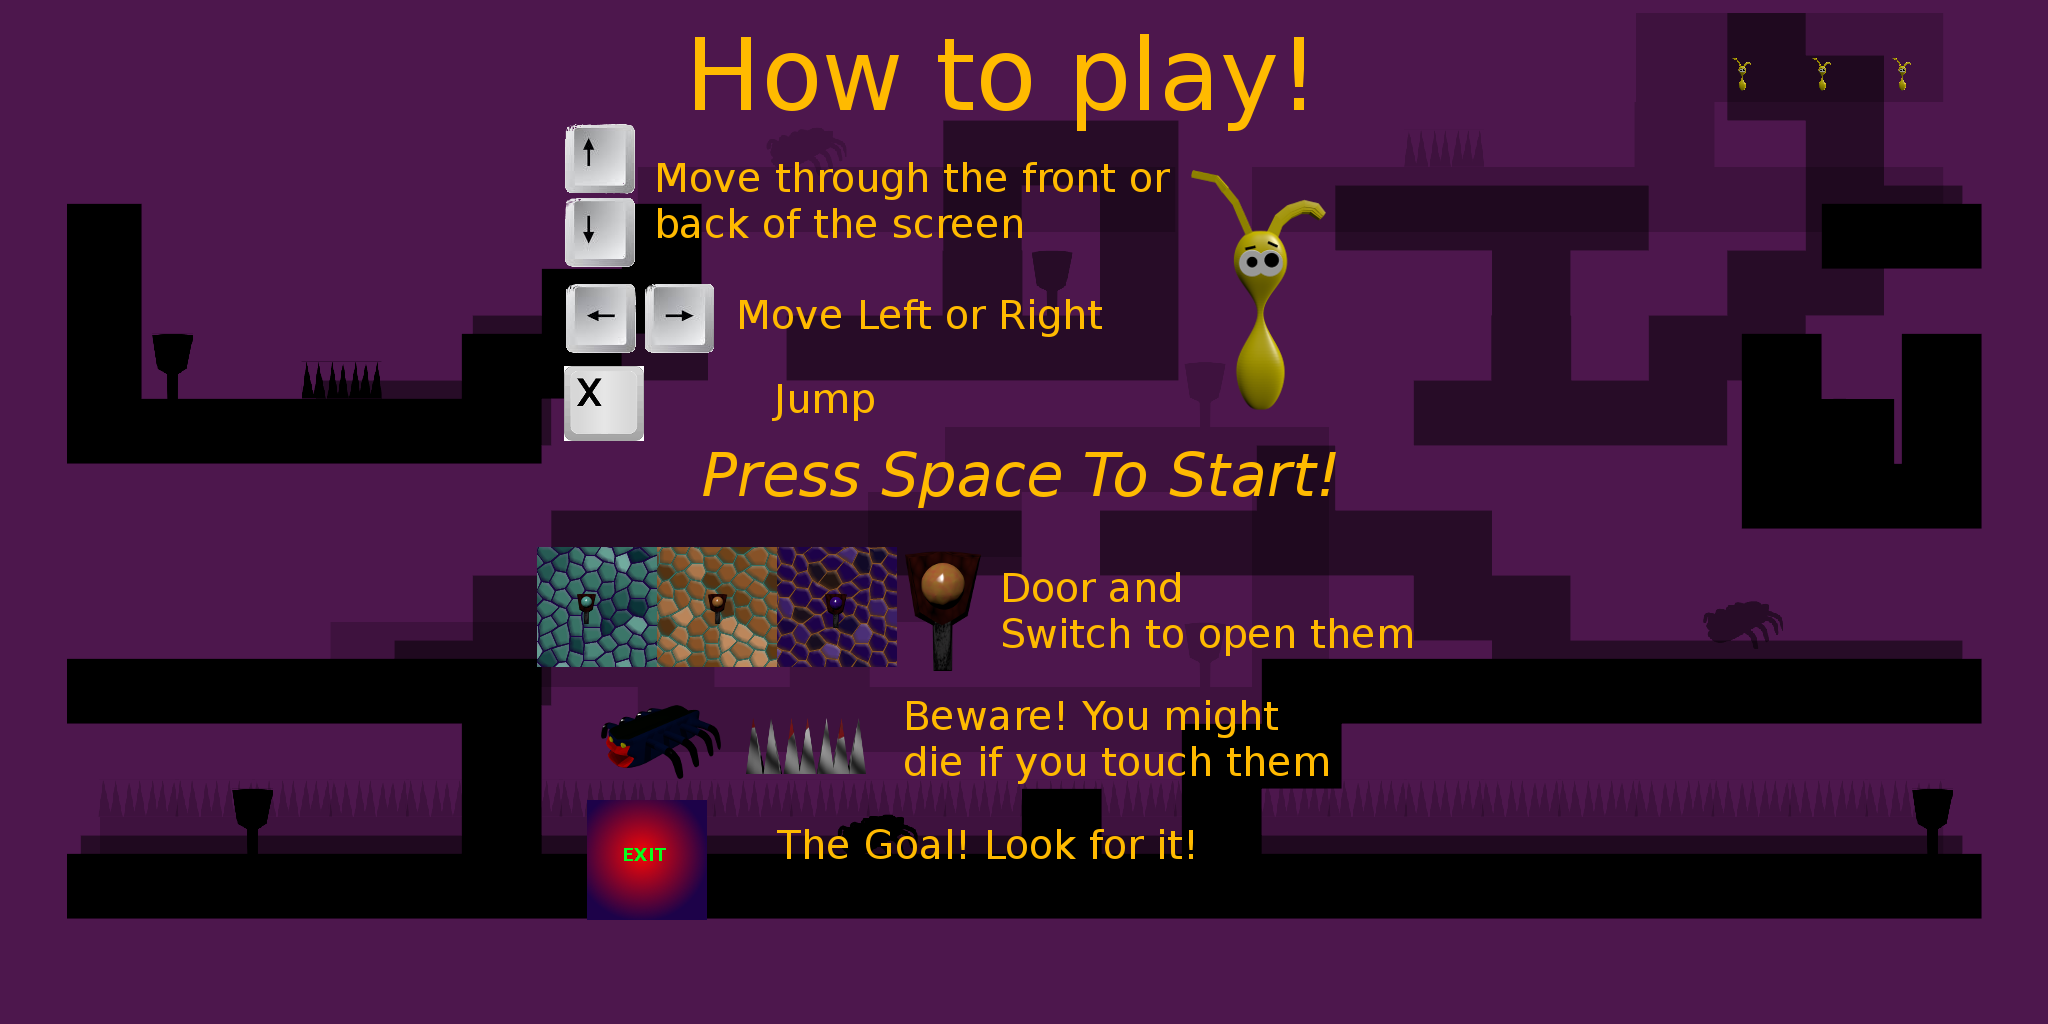 How to play!
↑
Move through the front or
↓
back of the screen
← → Move Left or Right
X
Jump
Press Space To Start!
Door and
Switch to open them
Beware! You might
die if you touch them
The Goal! Look for it!
EXIT